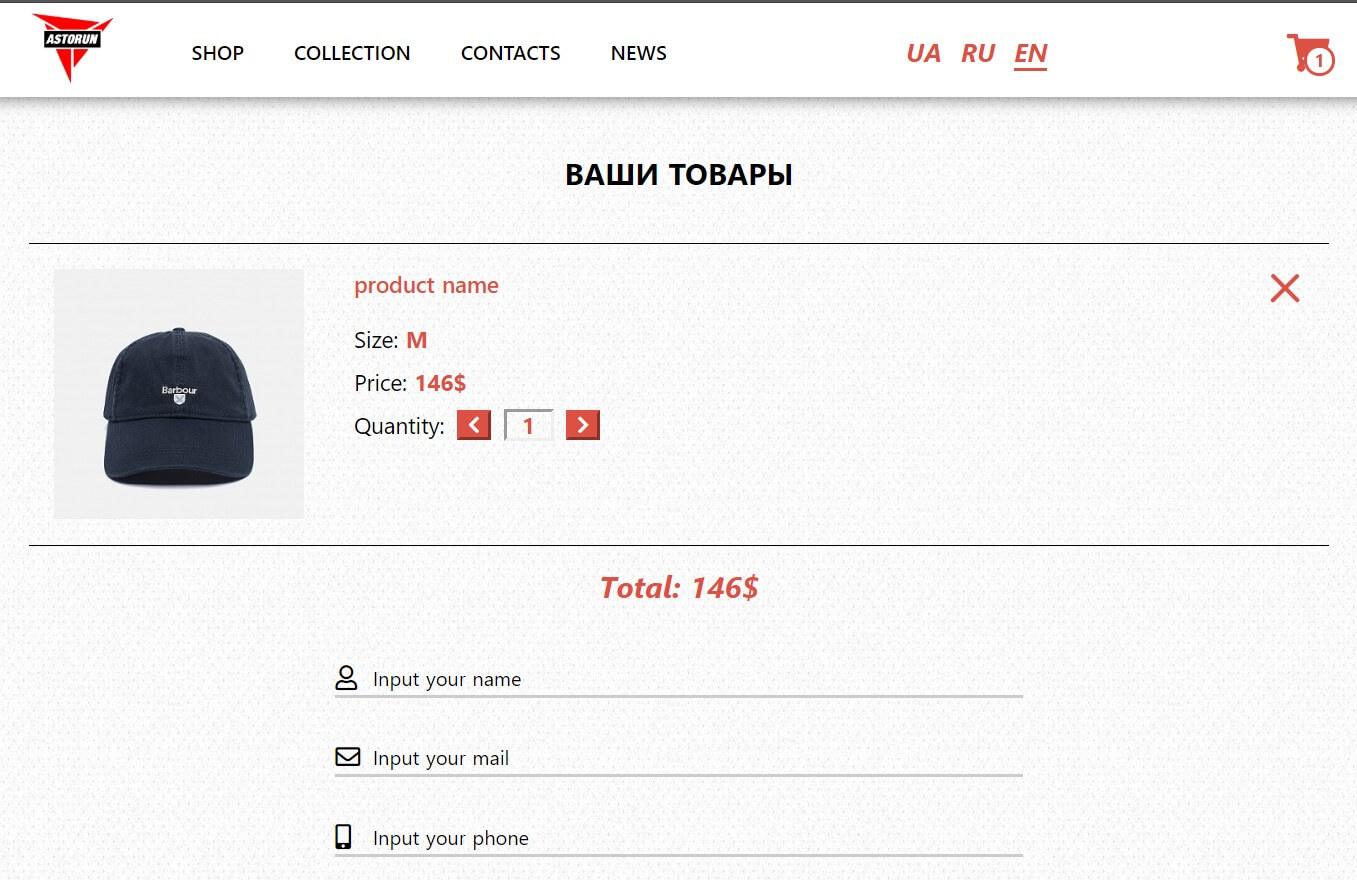 ASTORUN
SHOP COLLECTION CONTACTS NEWS UA RU EN 1
ВАШИ ТОВАРЫ
product name
Barbour
Size: M
Price: 146$
Quantity: 1
Total: 146$
Input your name
Input your mail
Input your phone